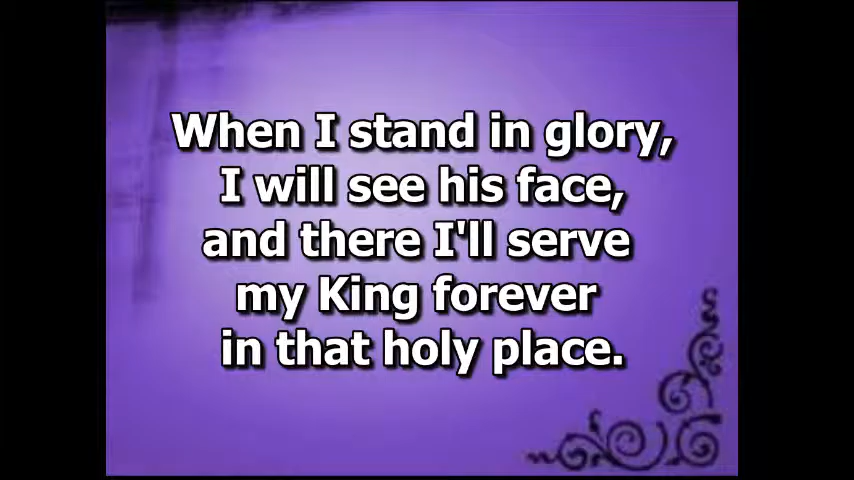 When I stand in glory,
I will see his face,
and there I'll serve
my King forever
in that holy place.